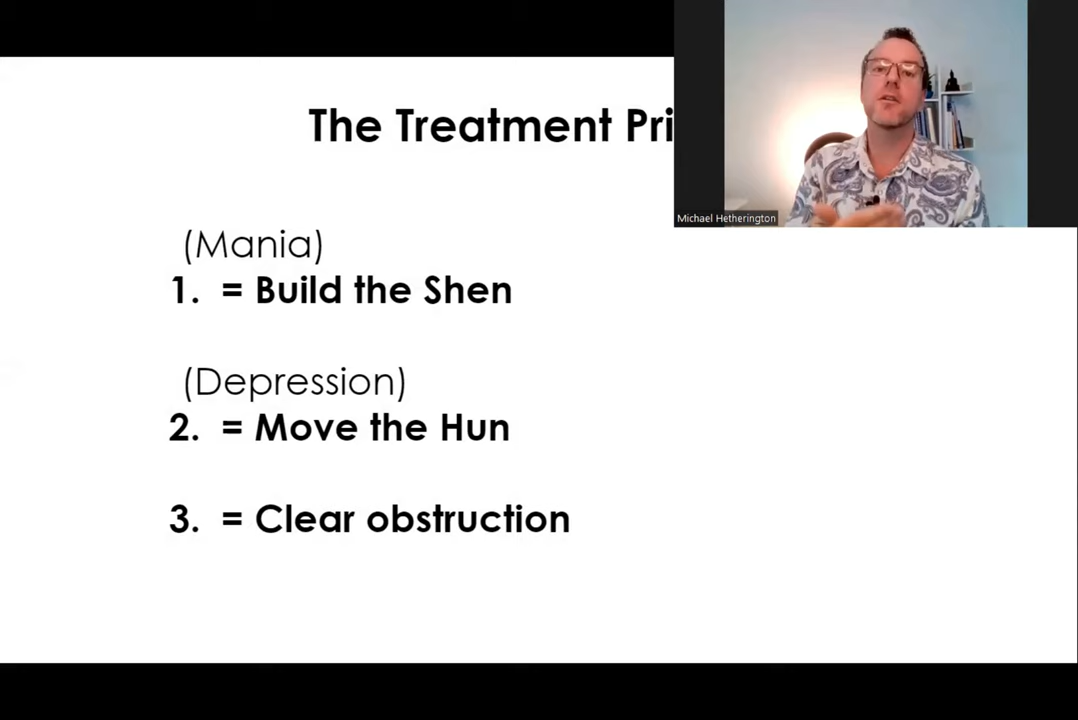 The Treatment Pri
Michael Hetherington
(Mania)
1. = Build the Shen
(Depression)
2. = Move the Hun
3. = Clear obstruction